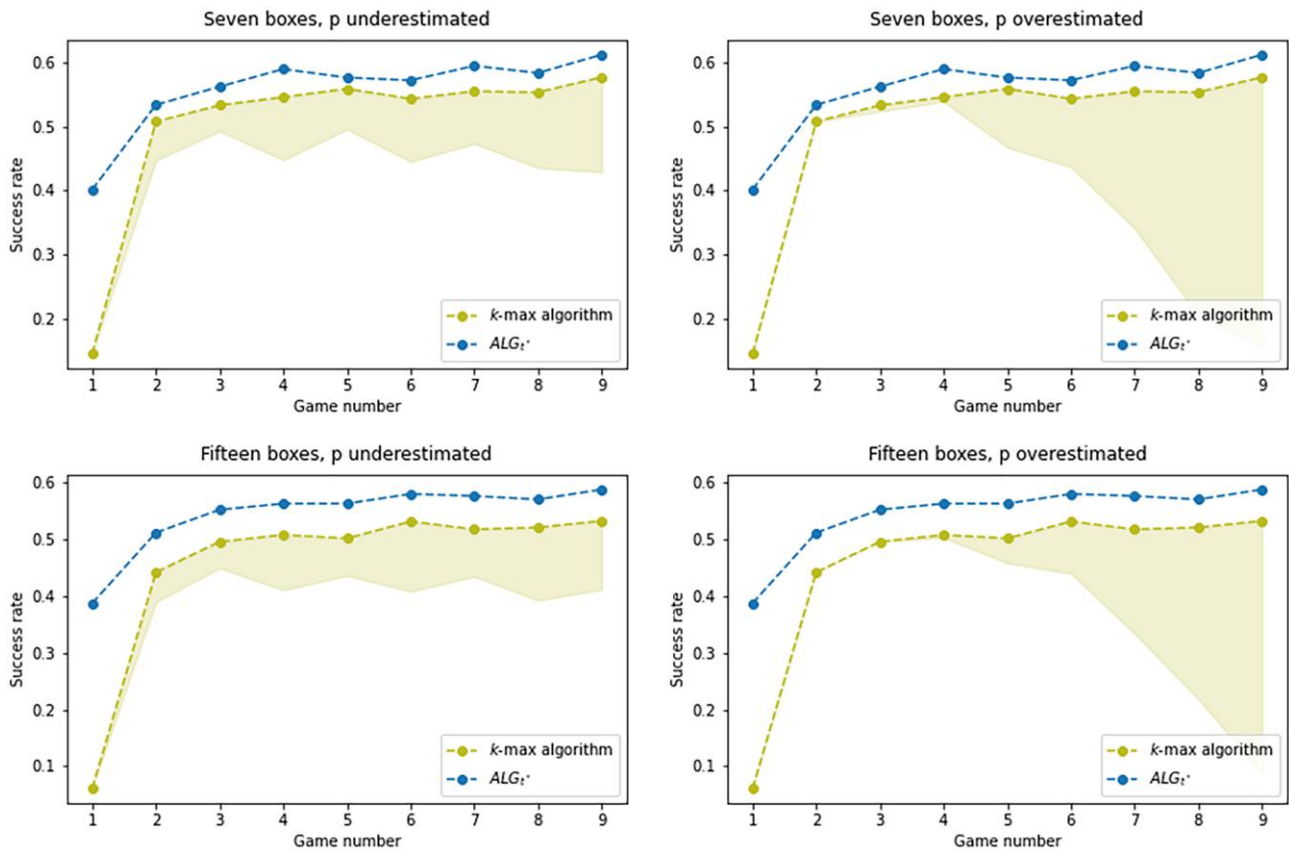 Seven boxes, p underestimated
Success rate
0.6
0.5
0.4
0.3
0.2
k-max algorithm
ALG_t*
1 2 3 4 5 6 7 8 9
Game number
Seven boxes, p overestimated
Success rate
0.6
0.5
0.4
0.3
0.2
k-max algorithm
ALG_t*
1 2 3 4 5 6 7 8 9
Game number
Fifteen boxes, p underestimated
Success rate
0.6
0.5
0.4
0.3
0.2
0.1
k-max algorithm
ALG_t*
1 2 3 4 5 6 7 8 9
Game number
Fifteen boxes, p overestimated
Success rate
0.6
0.5
0.4
0.3
0.2
0.1
k-max algorithm
ALG_t*
1 2 3 4 5 6 7 8 9
Game number